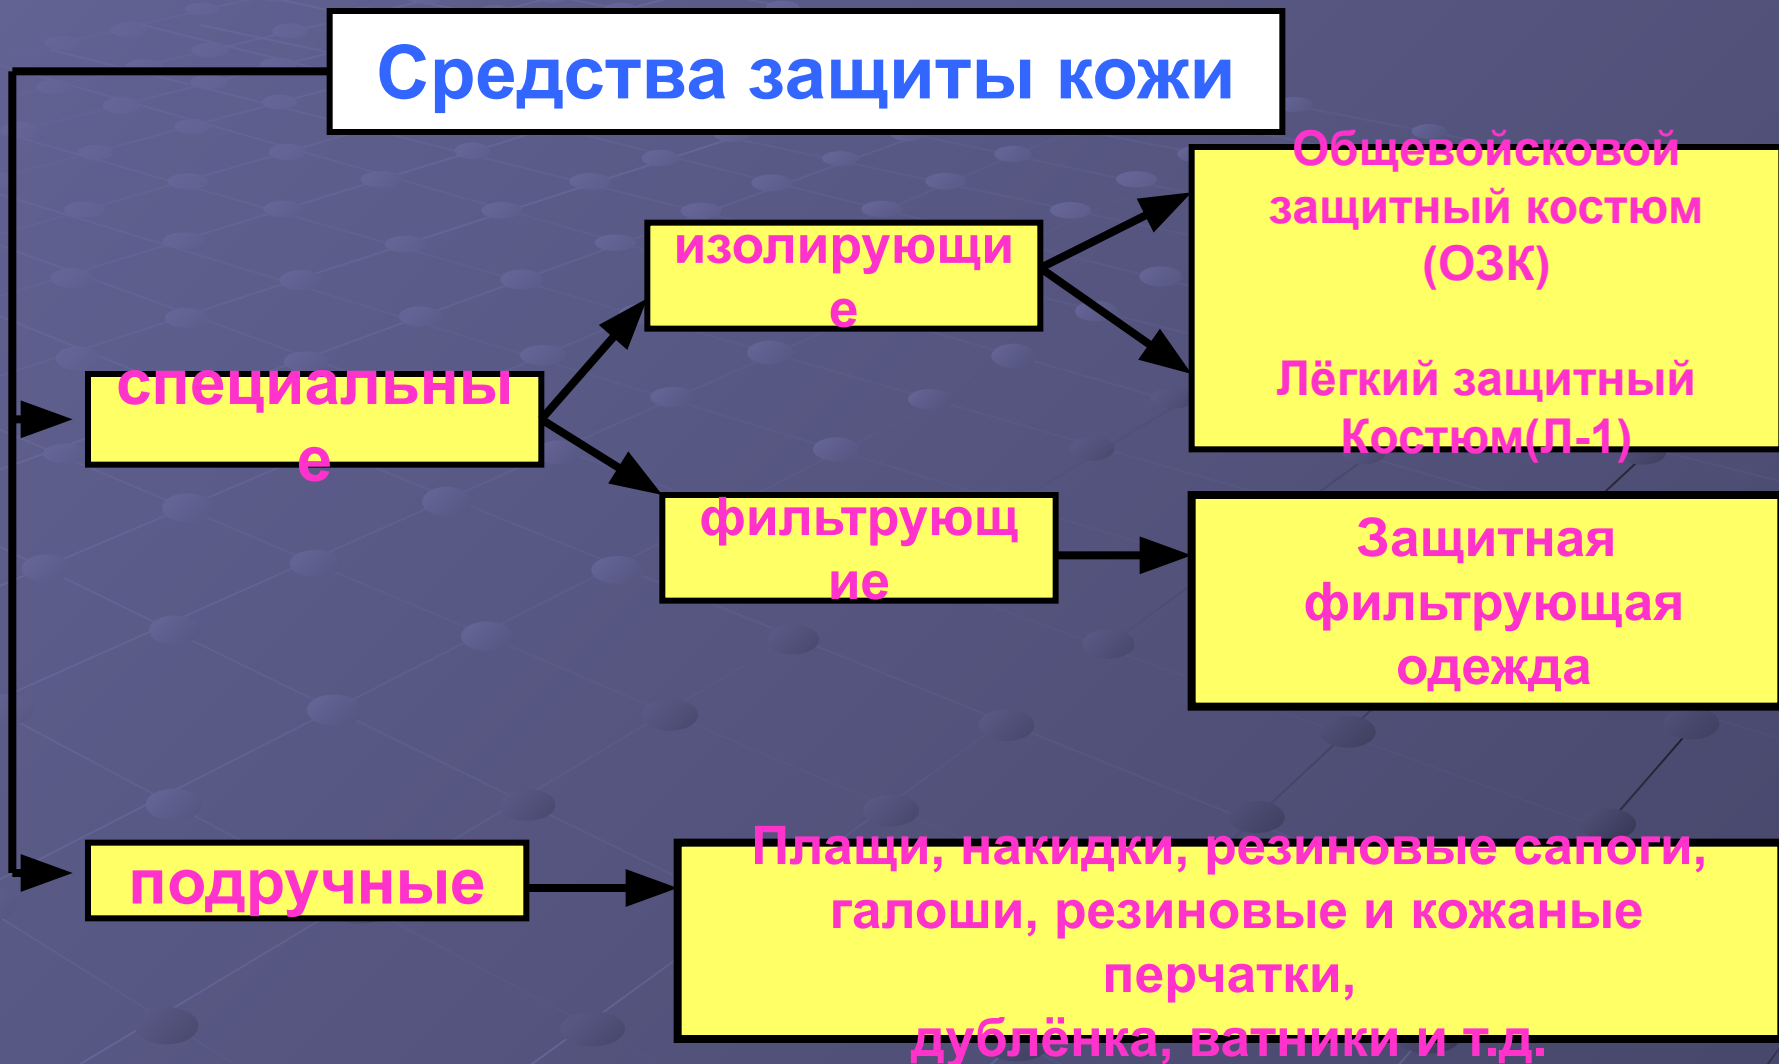 Средства защиты кожи
Общевойсковой
защитный костюм
(ОЗК)
Лёгкий защитный
Костюм(Л-1)
изолирующи
е
специальны
е
фильтрующ
ие
Защитная
фильтрующая
одежда
подручные
Плащи, накидки, резиновые сапоги,
галоши, резиновые и кожаные
перчатки,
дублёнка, ватники и т.д.